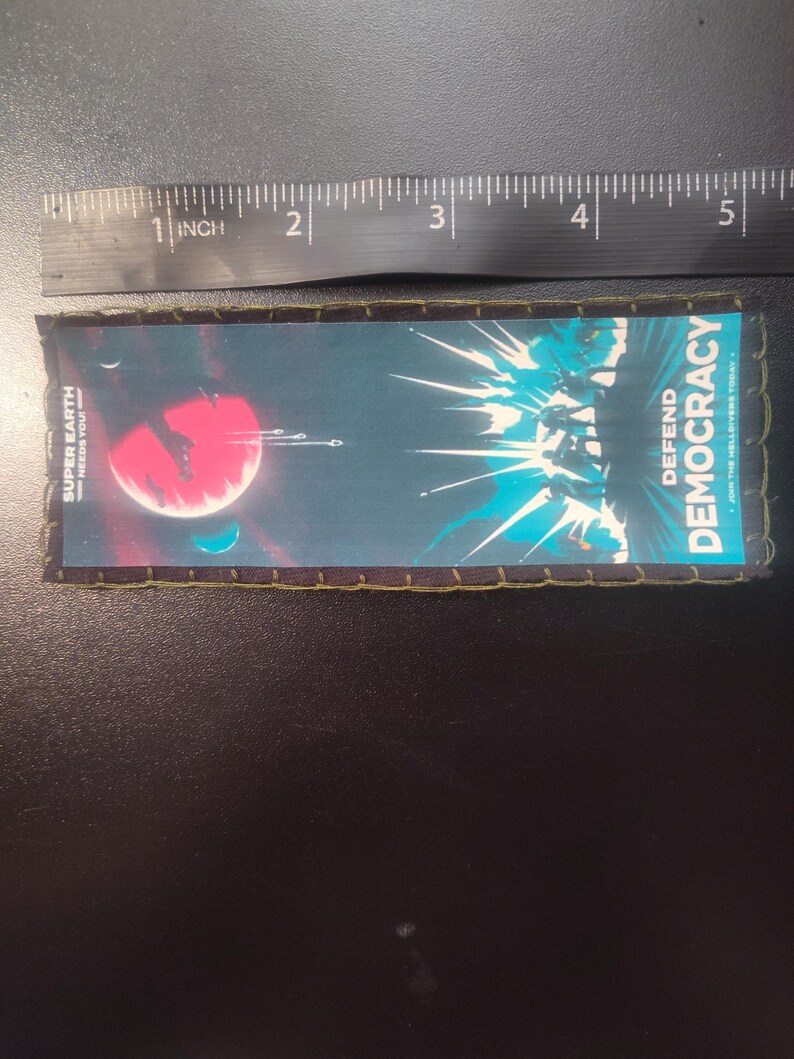 1 INCH 2 3 4 5
SUPER EARTH
NEEDS YOU!
DEFEND
DEMOCRACY
• JOIN THE HELLDIVERS TODAY •